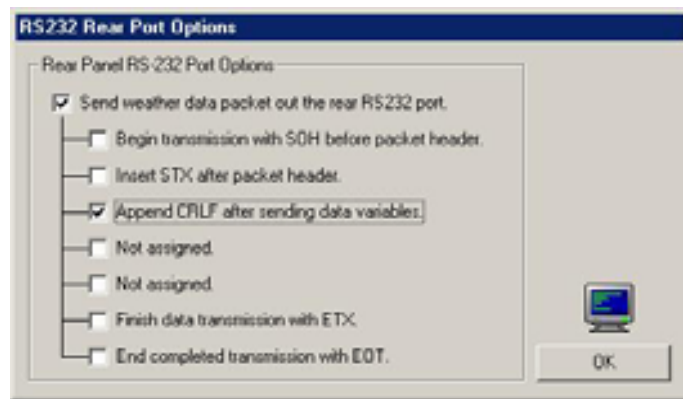 RS232 Rear Port Options
Rear Panel RS-232 Port Options
Send weather data packet out the rear RS232 port.
Begin transmission with SOH before packet header.
Insert STX after packet header.
Append CRLF after sending data variables.
Not assigned.
Not assigned.
Finish data transmission with ETX.
End completed transmission with EOT.
OK